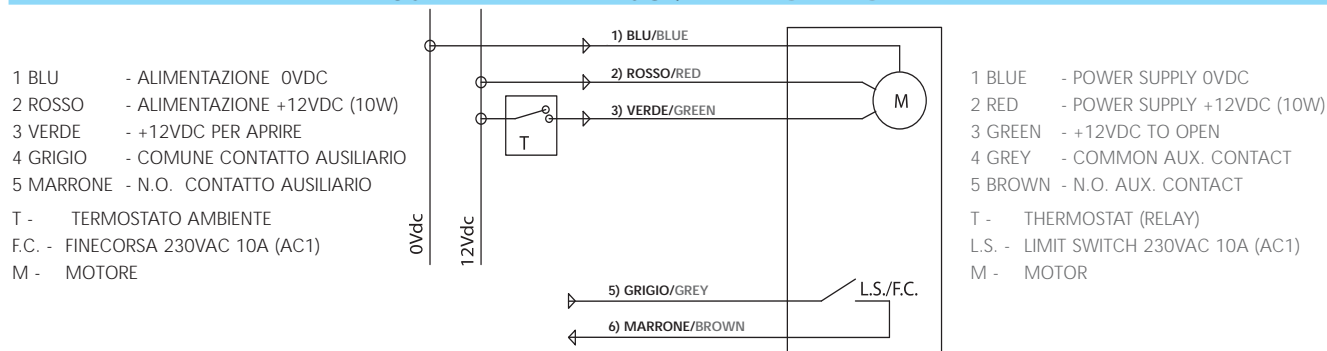 1) BLU/BLUE
2) ROSSO/RED
3) VERDE/GREEN
M
T
0Vdc
12Vdc
5) GRIGIO/GREY
L.S./F.C.
6) MARRONE/BROWN
1 BLU - ALIMENTAZIONE 0VDC
2 ROSSO - ALIMENTAZIONE +12VDC (10W)
3 VERDE - +12VDC PER APRIRE
4 GRIGIO - COMUNE CONTATTO AUSILIARIO
5 MARRONE - N.O. CONTATTO AUSILIARIO
T - TERMOSTATO AMBIENTE
F.C. - FINECORSA 230VAC 10A (AC1)
M - MOTORE
1 BLUE - POWER SUPPLY 0VDC
2 RED - POWER SUPPLY +12VDC (10W)
3 GREEN - +12VDC TO OPEN
4 GREY - COMMON AUX. CONTACT
5 BROWN - N.O. AUX. CONTACT
T - THERMOSTAT (RELAY)
L.S. - LIMIT SWITCH 230VAC 10A (AC1)
M - MOTOR